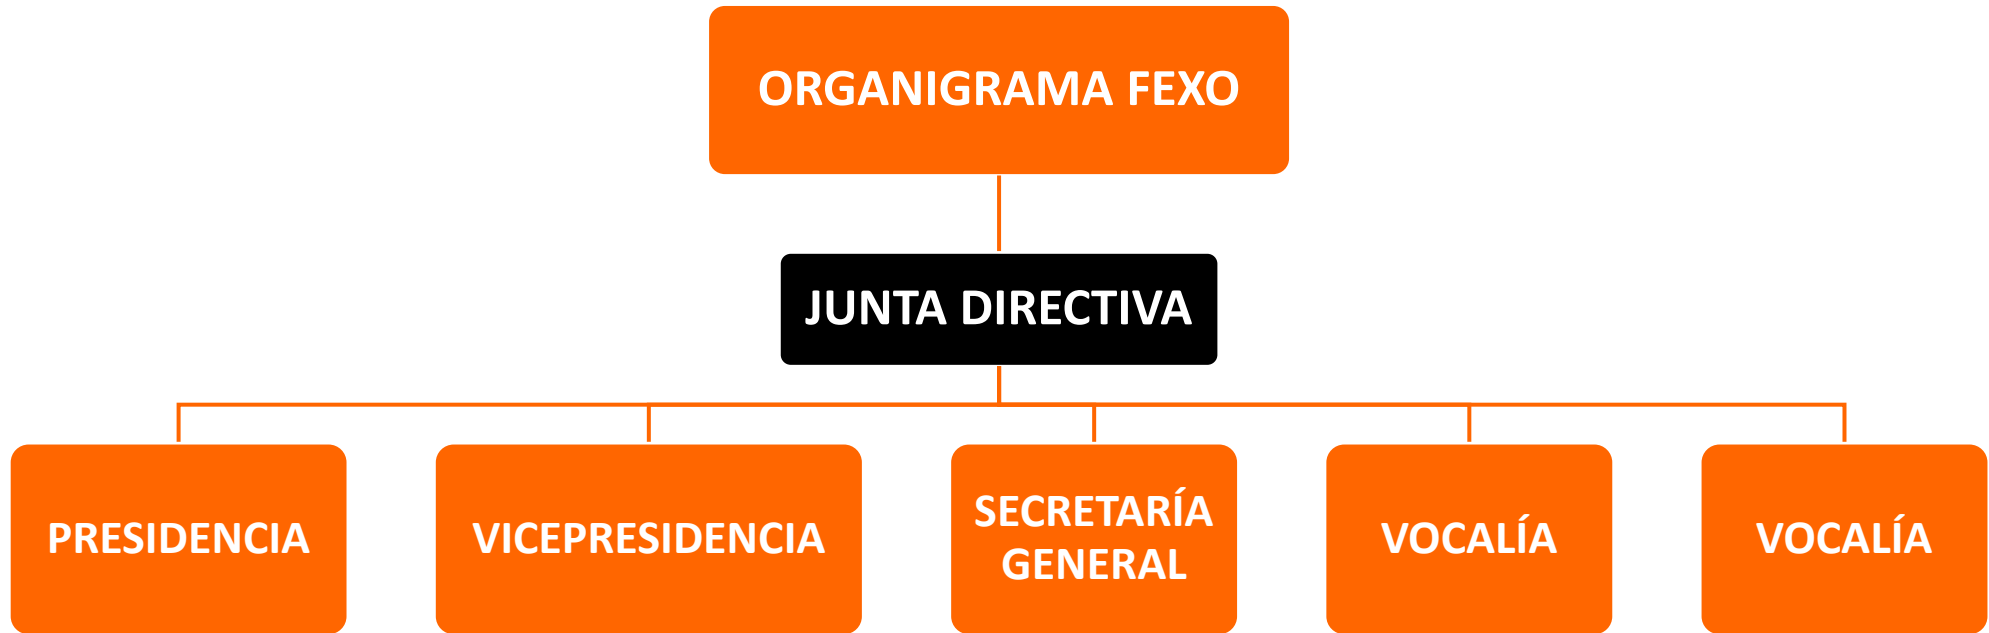 ORGANIGRAMA FEXO
JUNTA DIRECTIVA
PRESIDENCIA
VICEPRESIDENCIA
SECRETARÍA
GENERAL
VOCALÍA
VOCALÍA